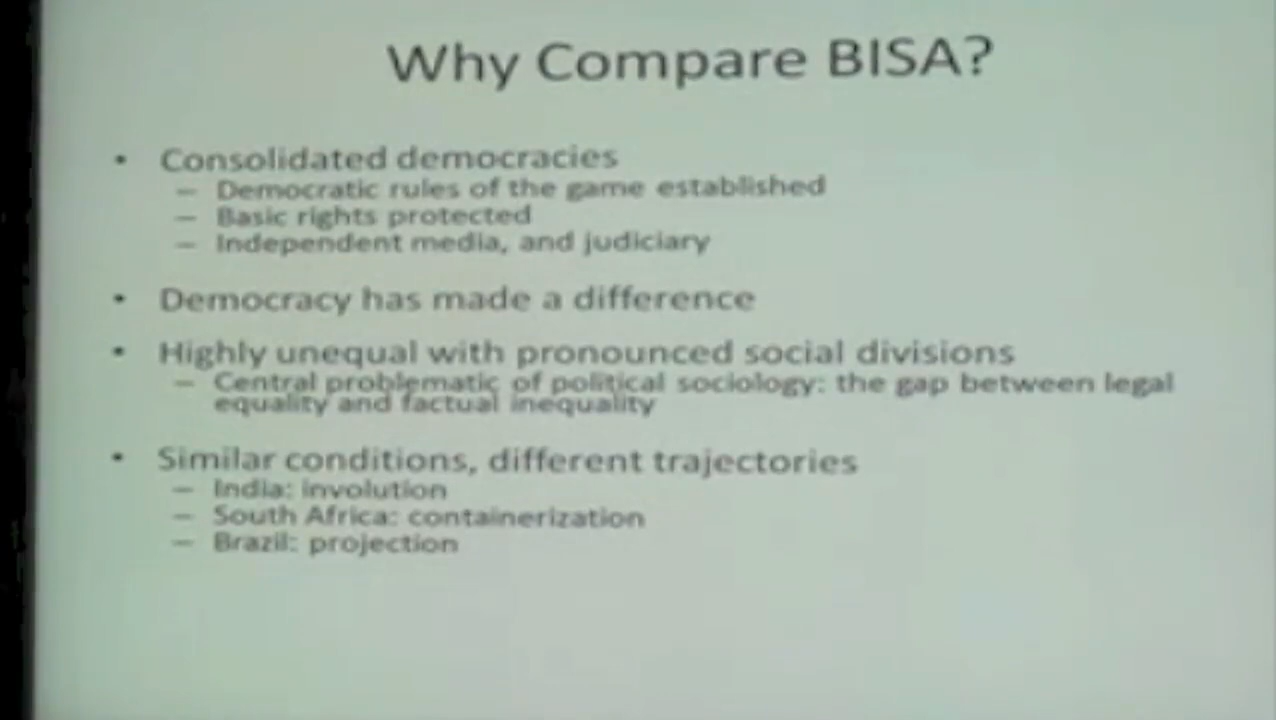 Why Compare BISA?
• Consolidated democracies
– Democratic rules of the game established
– Basic rights protected
– Independent media, and judiciary
• Democracy has made a difference
• Highly unequal with pronounced social divisions
– Central problematic of political sociology: the gap between legal
equality and factual inequality
• Similar conditions, different trajectories
– India: involution
– South Africa: containerization
– Brazil: projection